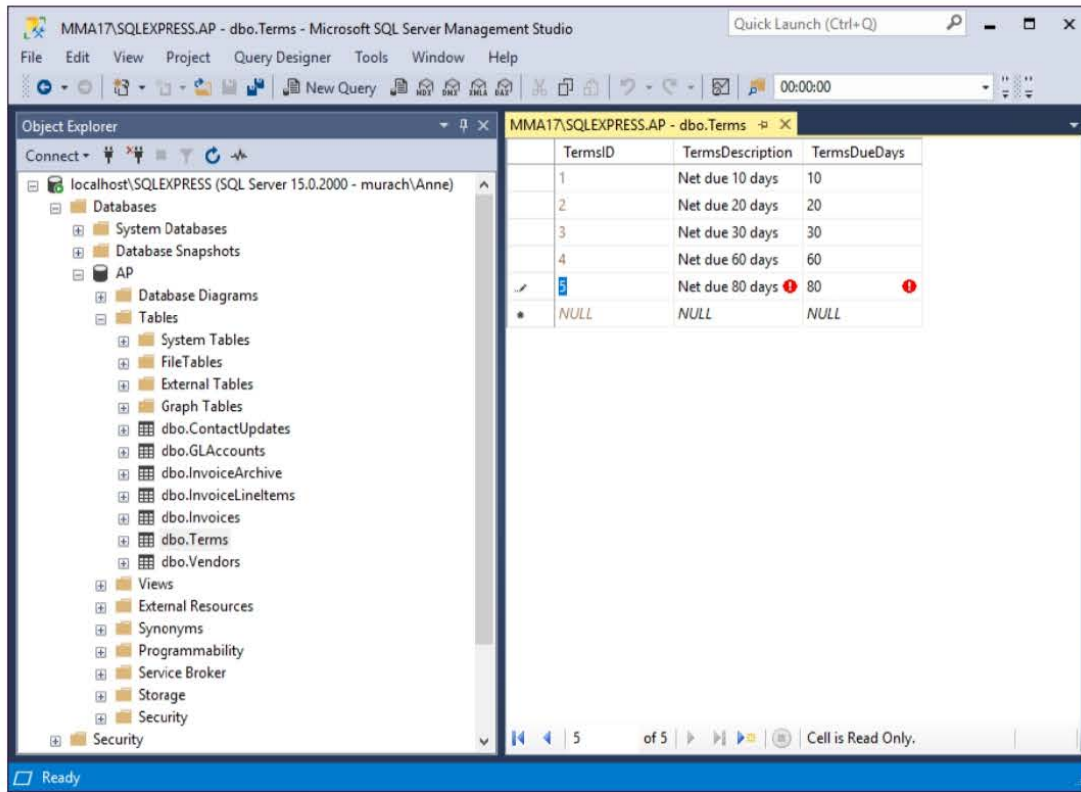 MMA17\SQLEXPRESS.AP - dbo.Terms - Microsoft SQL Server Management Studio
Quick Launch (Ctrl+Q)
File Edit View Project Query Designer Tools Window Help
New Query MDX DMX XMLA DAX 00:00:00
Object Explorer
Connect
localhost\SQLEXPRESS (SQL Server 15.0.2000 - murach\Anne)
Databases
System Databases
Database Snapshots
AP
Database Diagrams
Tables
System Tables
FileTables
External Tables
Graph Tables
dbo.ContactUpdates
dbo.GLAccounts
dbo.InvoiceArchive
dbo.InvoiceLineItems
dbo.Invoices
dbo.Terms
dbo.Vendors
Views
External Resources
Synonyms
Programmability
Service Broker
Storage
Security
Security
MMA17\SQLEXPRESS.AP - dbo.Terms
TermsID TermsDescription TermsDueDays
1 Net due 10 days 10
2 Net due 20 days 20
3 Net due 30 days 30
4 Net due 60 days 60
5 Net due 80 days 80
NULL NULL NULL
5 of 5 Cell is Read Only.
Ready